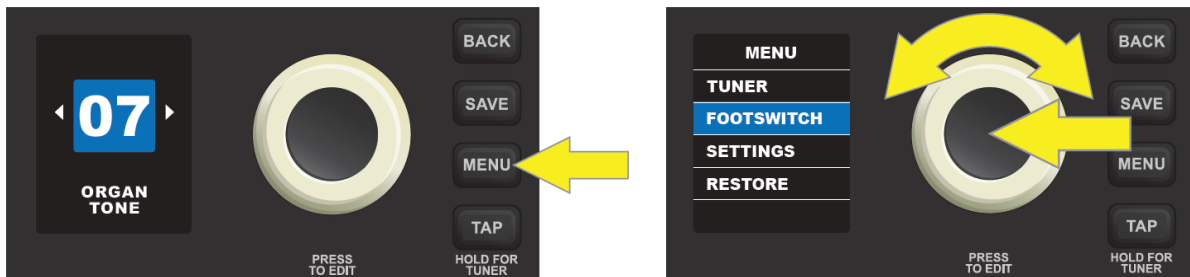 07
ORGAN
TONE
BACK
SAVE
MENU
TAP
PRESS
TO EDIT
HOLD FOR
TUNER
MENU
TUNER
FOOTSWITCH
SETTINGS
RESTORE
BACK
SAVE
MENU
TAP
PRESS
TO EDIT
HOLD FOR
TUNER